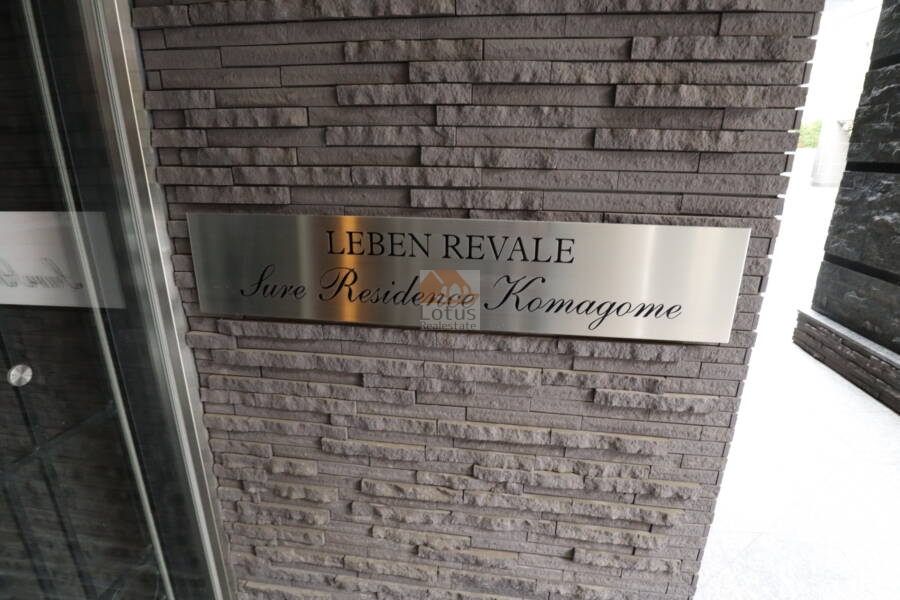 LEBEN REVALE
Sure Residence Komagome
Lotus
Realestate